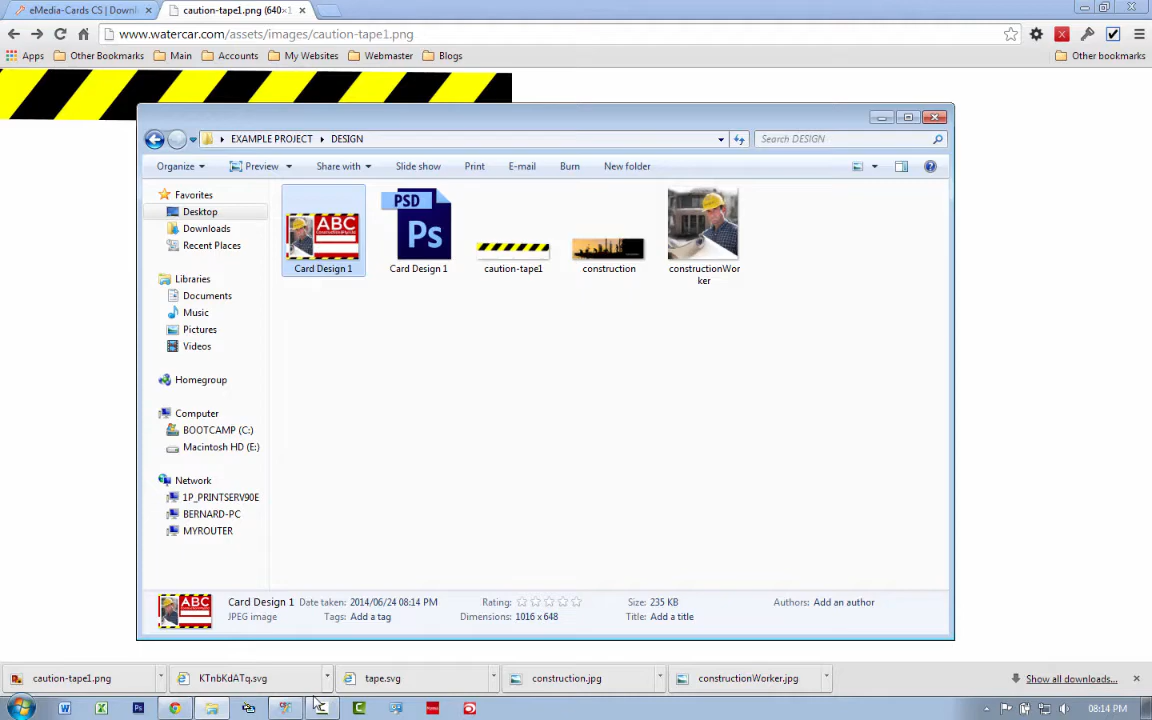 eMedia-Cards CS | Downl
caution-tape1.png (640×1
www.watercar.com/assets/images/caution-tape1.png
Apps
Other Bookmarks
Main
Accounts
My Websites
Webmaster
Blogs
Other bookmarks
EXAMPLE PROJECT
DESIGN
Search DESIGN
Organize
Preview
Share with
Slide show
Print
E-mail
Burn
New folder
Favorites
Desktop
Downloads
Recent Places
Libraries
Documents
Music
Pictures
Videos
Homegroup
Computer
BOOTCAMP (C:)
Macintosh HD (E:)
Network
1P_PRINTSERV90E
BERNARD-PC
MYROUTER
ABC
PSD
Ps
Card Design 1
Card Design 1
caution-tape1
construction
constructionWor
ker
ABC
Card Design 1
Date taken: 2014/06/24 08:14 PM
Rating:
Size: 235 KB
Authors: Add an author
JPEG image
Tags: Add a tag
Dimensions: 1016 x 648
Title: Add a title
caution-tape1.png
KTnbKdATq.svg
tape.svg
construction.jpg
constructionWorker.jpg
Show all downloads...
Ps
08:14 PM